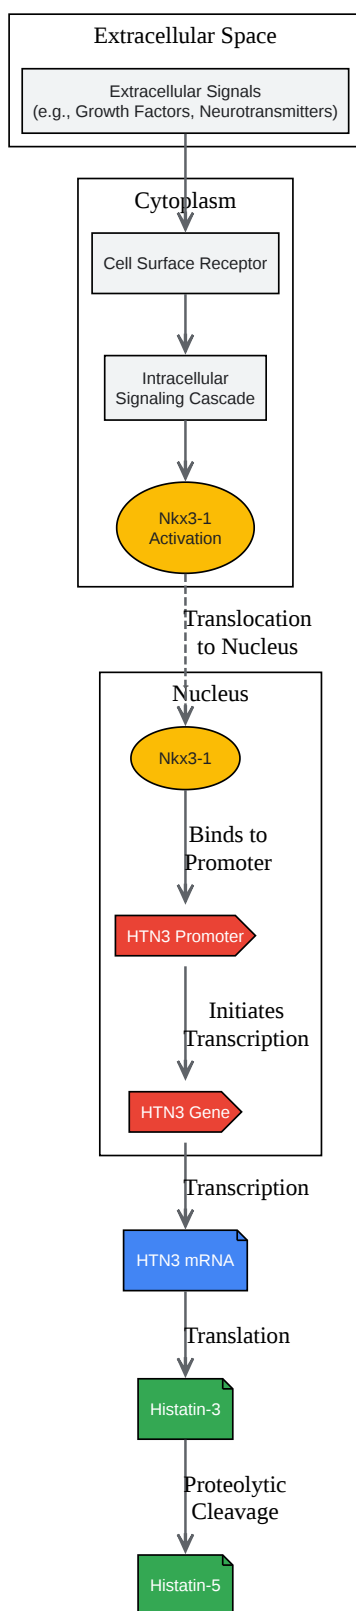 Extracellular Space
Extracellular Signals
(e.g., Growth Factors, Neurotransmitters)
Cytoplasm
Cell Surface Receptor
Intracellular
Signaling Cascade
Nkx3-1
Activation
Translocation
to Nucleus
Nucleus
Nkx3-1
Binds to
Promoter
HTN3 Promoter
Initiates
Transcription
HTN3 Gene
Transcription
HTN3 mRNA
Translation
Histatin-3
Proteolytic
Cleavage
Histatin-5